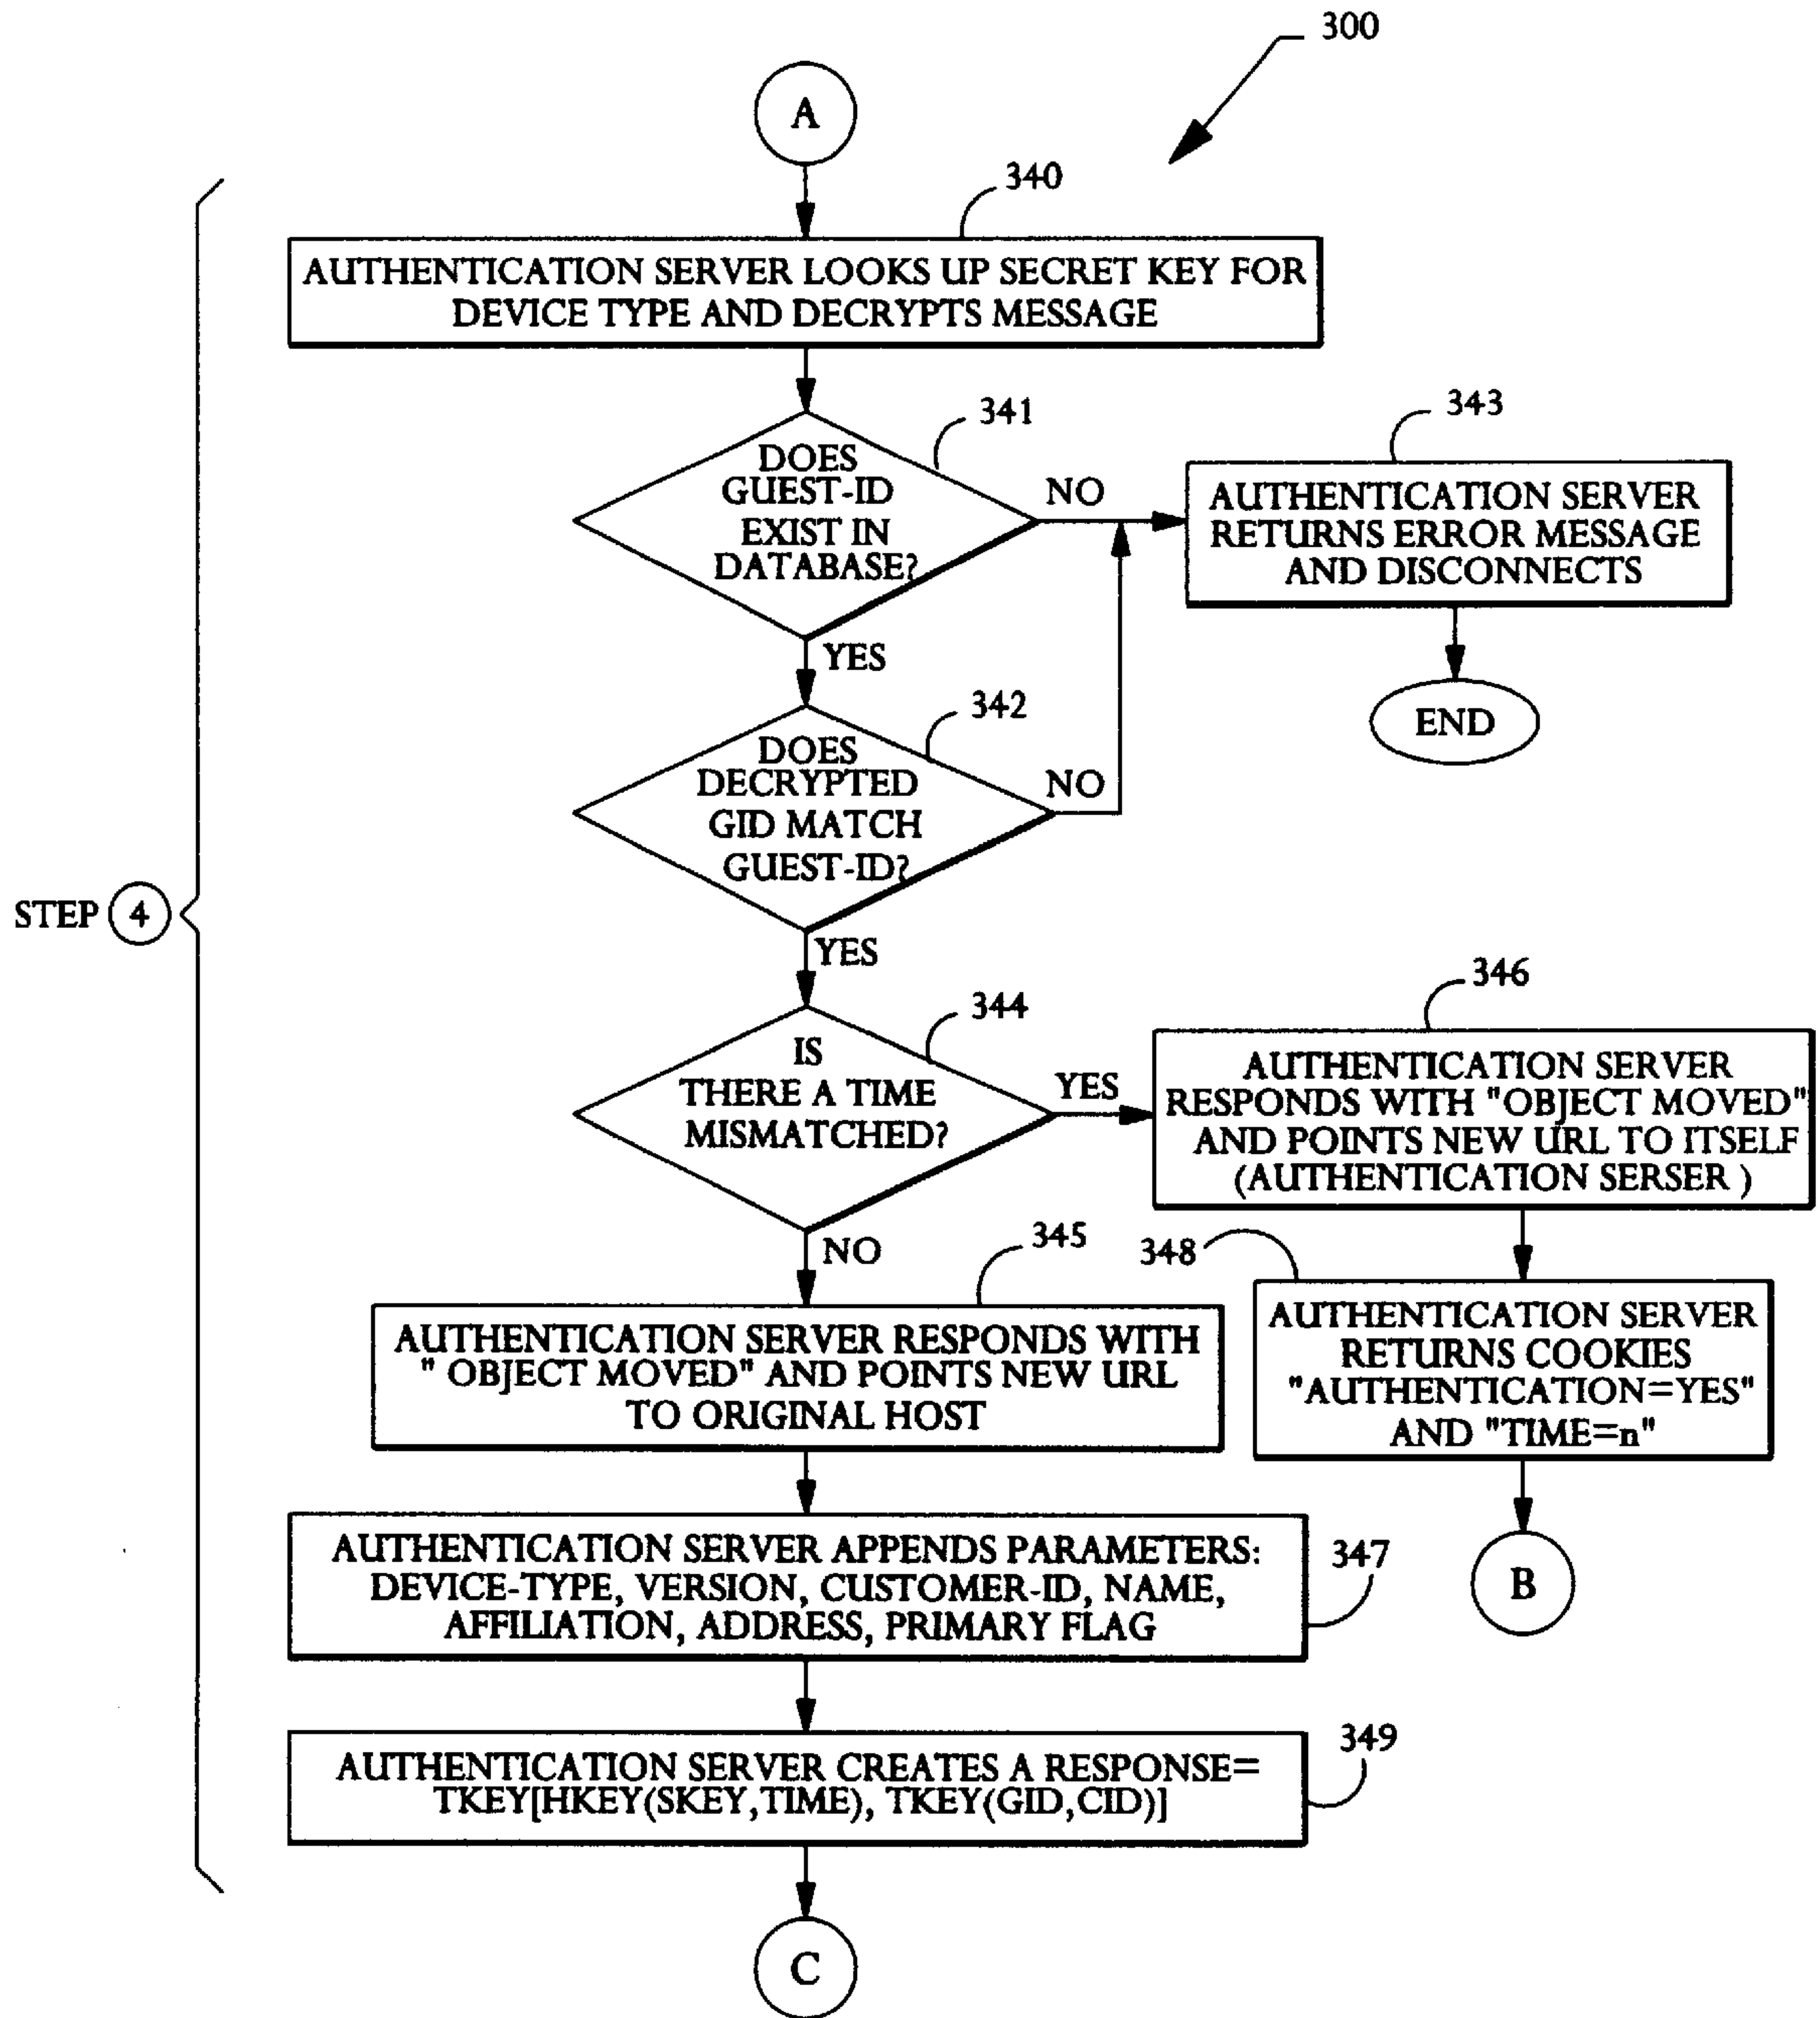 300
A
340
AUTHENTICATION SERVER LOOKS UP SECRET KEY FOR
DEVICE TYPE AND DECRYPTS MESSAGE
341
DOES
GUEST-ID
EXIST IN
DATABASE?
NO
YES
343
AUTHENTICATION SERVER
RETURNS ERROR MESSAGE
AND DISCONNECTS
END
342
DOES
DECRYPTED
GID MATCH
GUEST-ID?
NO
YES
STEP 4
344
IS
THERE A TIME
MISMATCHED?
YES
NO
346
AUTHENTICATION SERVER
RESPONDS WITH "OBJECT MOVED"
AND POINTS NEW URL TO ITSELF
(AUTHENTICATION SERSER )
345
AUTHENTICATION SERVER RESPONDS WITH
" OBJECT MOVED" AND POINTS NEW URL
TO ORIGINAL HOST
348
AUTHENTICATION SERVER
RETURNS COOKIES
"AUTHENTICATION=YES"
AND "TIME=n"
B
347
AUTHENTICATION SERVER APPENDS PARAMETERS:
DEVICE-TYPE, VERSION, CUSTOMER-ID, NAME,
AFFILIATION, ADDRESS, PRIMARY FLAG
349
AUTHENTICATION SERVER CREATES A RESPONSE=
TKEY[HKEY(SKEY,TIME), TKEY(GID,CID)]
C